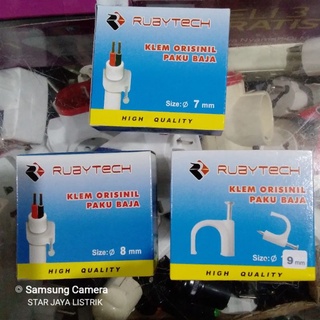 RUBYTECH
KLEM ORISINIL
PAKU BAJA
Size: Ø 7 mm
HIGH QUALITY
RUBYTECH
KLEM ORISINIL
PAKU BAJA
Size: Ø 8 mm
HIGH QUALITY
RUBYTECH
KLEM ORISINIL
PAKU BAJA
Size: Ø 9 mm
HIGH QUALITY
Samsung Camera
STAR JAYA LISTRIK